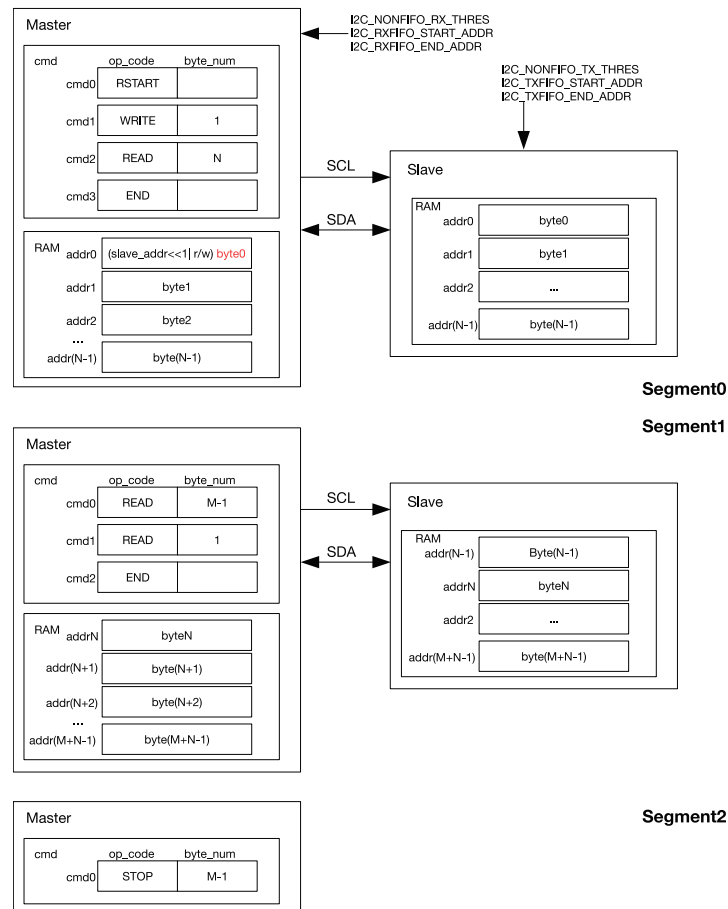 Master
I2C_NONFIFO_RX_THRES
I2C_RXFIFO_START_ADDR
I2C_RXFIFO_END_ADDR
I2C_NONFIFO_TX_THRES
I2C_TXFIFO_START_ADDR
I2C_TXFIFO_END_ADDR
cmd op_code byte_num
cmd0 RSTART
cmd1 WRITE 1
cmd2 READ N
cmd3 END
SCL
SDA
Slave
RAM
addr0 byte0
addr1 byte1
addr2 ...
addr(N-1) byte(N-1)
RAM addr0 (slave_addr<<1| r/w) byte0
addr1 byte1
addr2 byte2
...
addr(N-1) byte(N-1)
Segment0
Segment1
Master
cmd op_code byte_num
cmd0 READ M-1
cmd1 READ 1
cmd2 END
SCL
SDA
Slave
RAM
addr(N-1) Byte(N-1)
addrN byteN
addr2 ...
addr(M+N-1) byte(M+N-1)
RAM addrN byteN
addr(N+1) byte(N+1)
addr(N+2) byte(N+2)
...
addr(M+N-1) byte(M+N-1)
Segment2
Master
cmd op_code byte_num
cmd0 STOP M-1